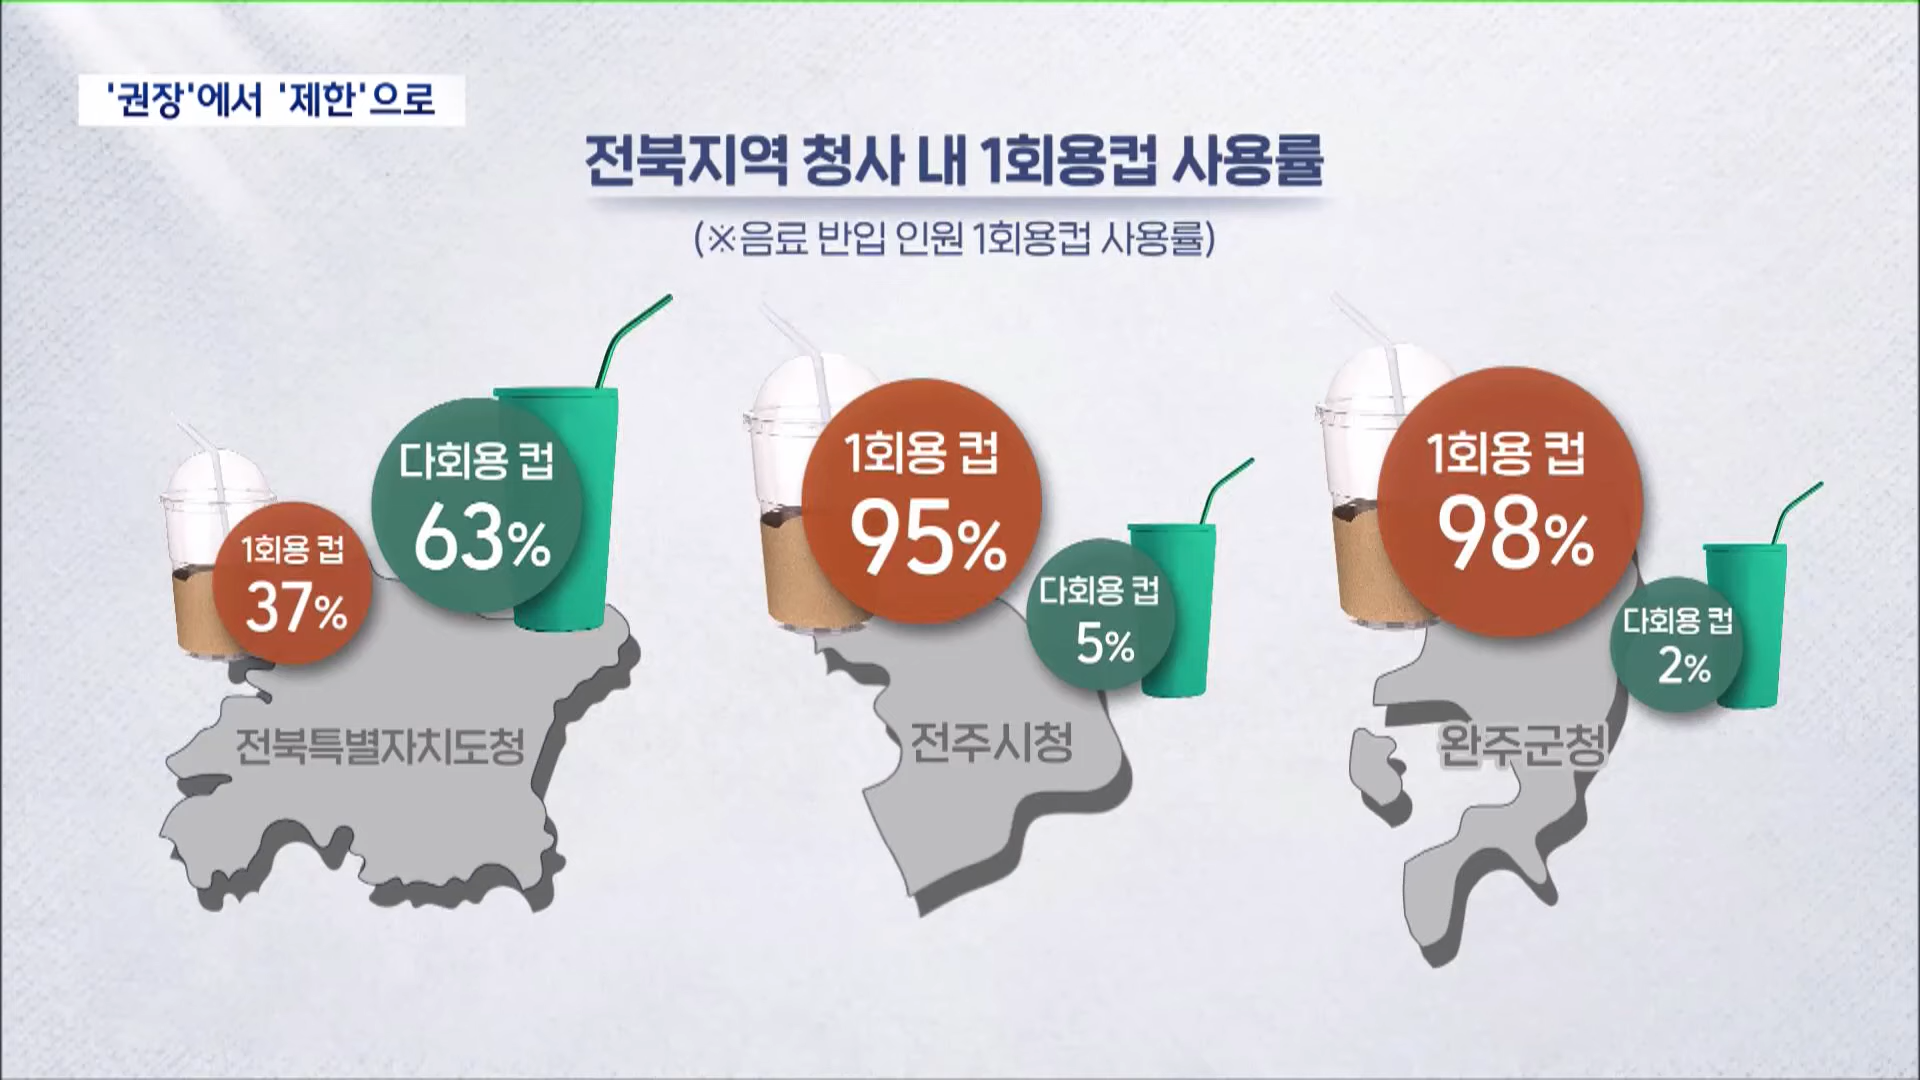 '권장'에서 '제한'으로
전북지역 청사 내 1회용컵 사용률
(※음료 반입 인원 1회용컵 사용률)
1회용 컵
37%
다회용 컵
63%
전북특별자치도청
1회용 컵
95%
다회용 컵
5%
전주시청
1회용 컵
98%
다회용 컵
2%
완주군청